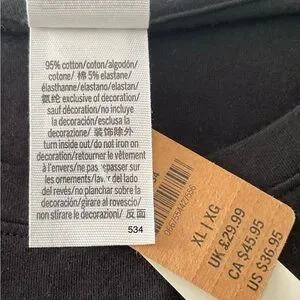 95% cotton/coton/algodón/
cotone/ 棉 5% elastane/
élasthanne/elastano/elastan/
氨纶 exclusive of decoration/
sauf décoration/no incluye
la decoración/esclusa la
decorazione/ 装饰除外
turn inside out/do not iron on
decoration/retourner le vêtement
à l'envers/ne pas repasser
sur les ornements/lavar del lado
del revés/no planchar sobre la
decoración/girare al rovescio/
non stirare le decorazioni/ 反面
534
XL | XG
UK £29.99
CA $45.95
US $36.95